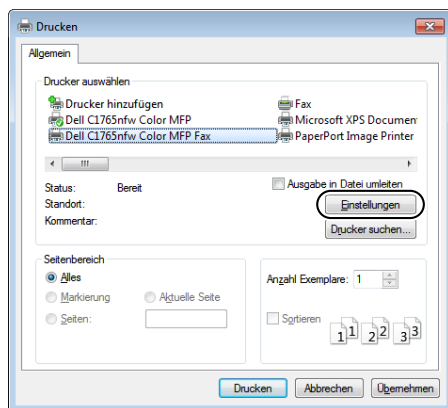 Drucken
Allgemein
Drucker auswählen
Drucker hinzufügen
Fax
Dell C1765nfw Color MFP
Microsoft XPS Documen
Dell C1765nfw Color MFP Fax
PaperPort Image Printer
Status: Bereit
Ausgabe in Datei umleiten
Standort:
Einstellungen
Kommentar:
Drucker suchen...
Seitenbereich
Alles
Anzahl Exemplare: 1
Markierung
Aktuelle Seite
Seiten:
Sortieren
1 1 2 2 3 3
Drucken
Abbrechen
Übernehmen